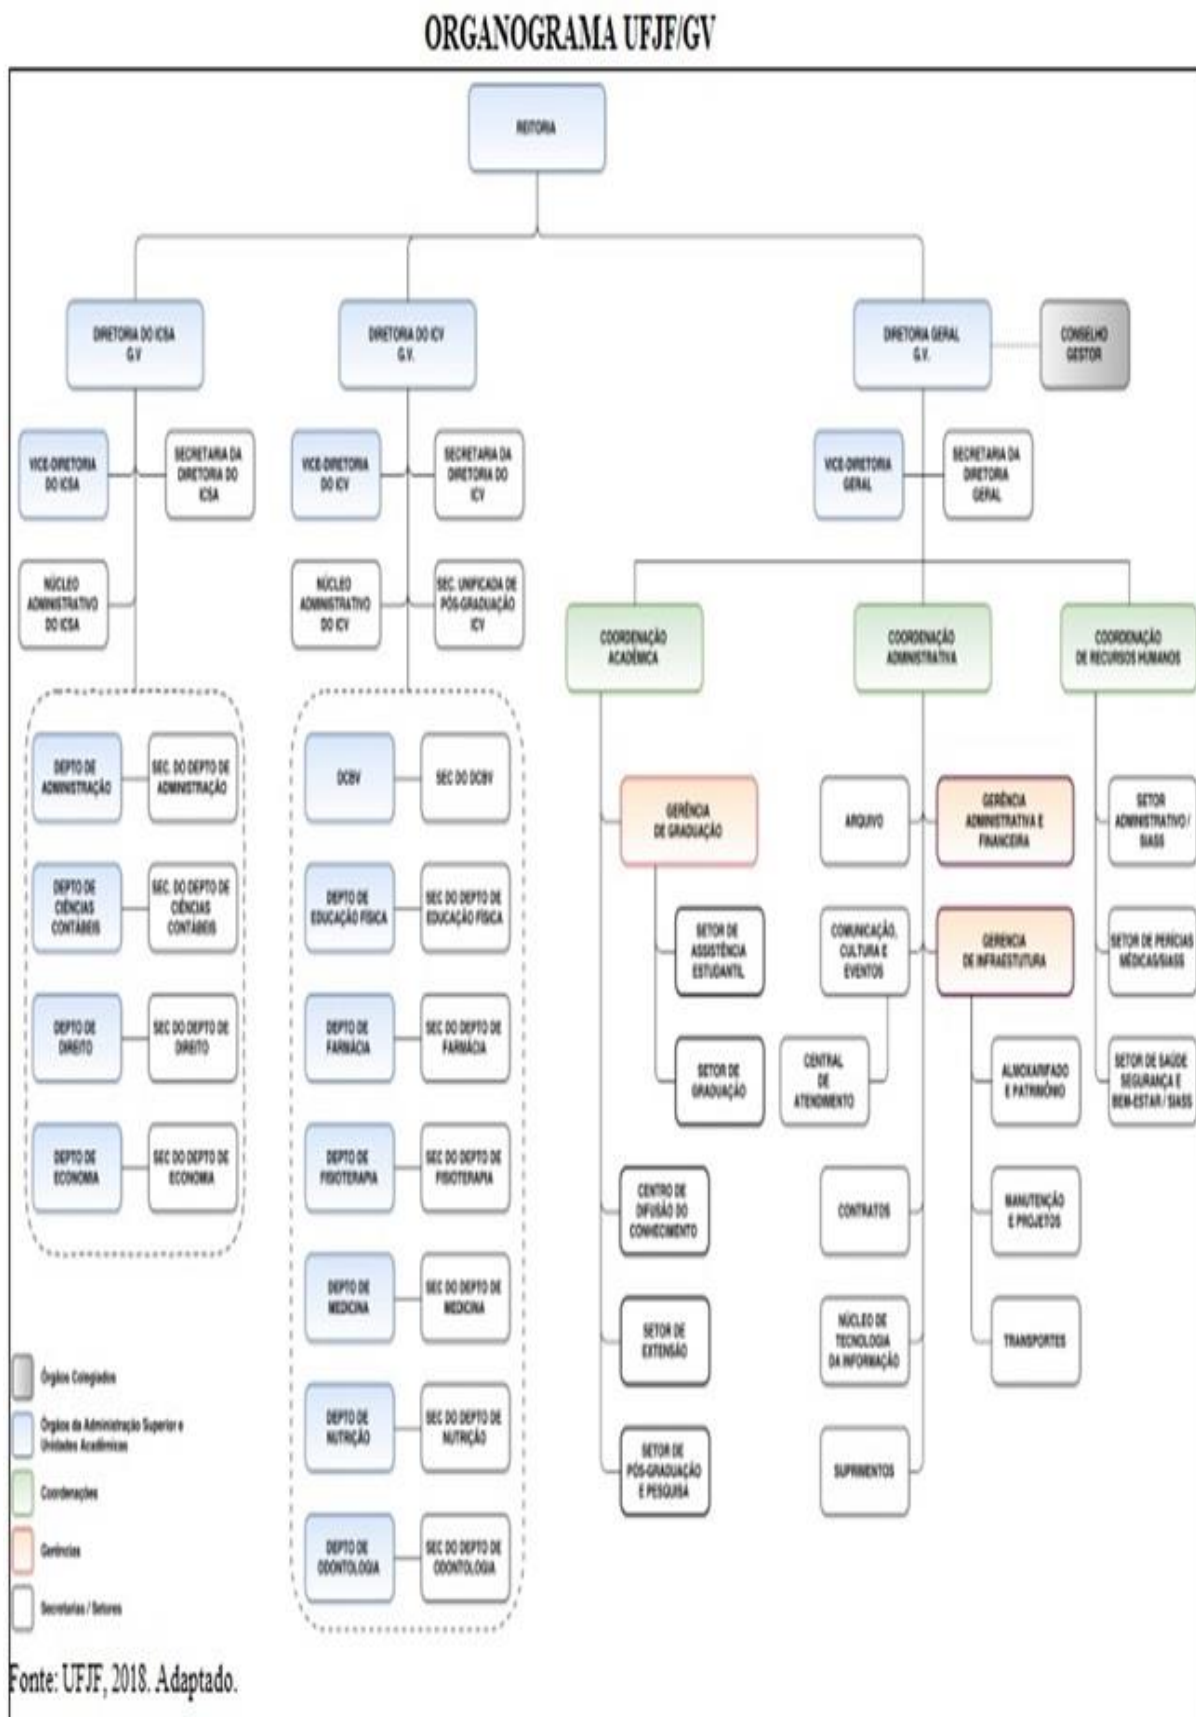 ORGANOGRAMA UFJF/GV
REITORIA
DIRETORIA DO ICSA
G.V
DIRETORIA DO ICV
G.V.
DIRETORIA GERAL
G.V.
CONSELHO
GESTOR
VICE-DIRETORIA
DO ICSA
SECRETARIA DA
DIRETORIA DO
ICSA
VICE-DIRETORIA
DO ICV
SECRETARIA DA
DIRETORIA DO
ICV
VICE-DIRETORIA
GERAL
SECRETARIA DA
DIRETORIA
GERAL
NÚCLEO
ADMINISTRATIVO
DO ICSA
NÚCLEO
ADMINISTRATIVO
DO ICV
SEC. UNIFICADA DE
PÓS-GRADUAÇÃO
ICV
COORDENAÇÃO
ACADÊMICA
COORDENAÇÃO
ADMINISTRATIVA
COORDENAÇÃO
DE RECURSOS HUMANOS
DEPTO DE
ADMINISTRAÇÃO
SEC. DO DEPTO DE
ADMINISTRAÇÃO
DEPTO DE
CIÊNCIAS
CONTÁBEIS
SEC. DO DEPTO DE
CIÊNCIAS
CONTÁBEIS
DEPTO DE
DIREITO
SEC DO DEPTO DE
DIREITO
DEPTO DE
ECONOMIA
SEC DO DEPTO DE
ECONOMIA
DCBV
SEC DO DCBV
DEPTO DE
EDUCAÇÃO FÍSICA
SEC DO DEPTO DE
EDUCAÇÃO FÍSICA
DEPTO DE
FARMÁCIA
SEC DO DEPTO DE
FARMÁCIA
DEPTO DE
FISIOTERAPIA
SEC DO DEPTO DE
FISIOTERAPIA
DEPTO DE
MEDICINA
SEC DO DEPTO DE
MEDICINA
DEPTO DE
NUTRIÇÃO
SEC DO DEPTO DE
NUTRIÇÃO
DEPTO DE
ODONTOLOGIA
SEC DO DEPTO DE
ODONTOLOGIA
GERÊNCIA
DE GRADUAÇÃO
SETOR DE
ASSISTÊNCIA
ESTUDANTIL
SETOR DE
GRADUAÇÃO
CENTRO DE
DIFUSÃO DO
CONHECIMENTO
SETOR DE
EXTENSÃO
SETOR DE
PÓS-GRADUAÇÃO
E PESQUISA
ARQUIVO
GERÊNCIA
ADMINISTRATIVA E
FINANCEIRA
COMUNICAÇÃO,
CULTURA E
EVENTOS
GERENCIA
DE INFRAESTUTURA
CENTRAL
DE
ATENDIMENTO
ALMOXARIFADO
E PATRIMÔNIO
CONTRATOS
MANUTENÇÃO
E PROJETOS
NÚCLEO DE
TECNOLOGIA
DA INFORMAÇÃO
TRANSPORTES
SUPRIMENTOS
SETOR
ADMINISTRATIVO /
SIASS
SETOR DE PERÍCIAS
MÉDICAS/SIASS
SETOR DE SAÚDE
SEGURANÇA E
BEM-ESTAR / SIASS
Órgãos Colegiados
Órgãos da Administração Superior e
Unidades Acadêmicas
Coordenações
Gerências
Secretarias / Setores
Fonte: UFJF, 2018. Adaptado.